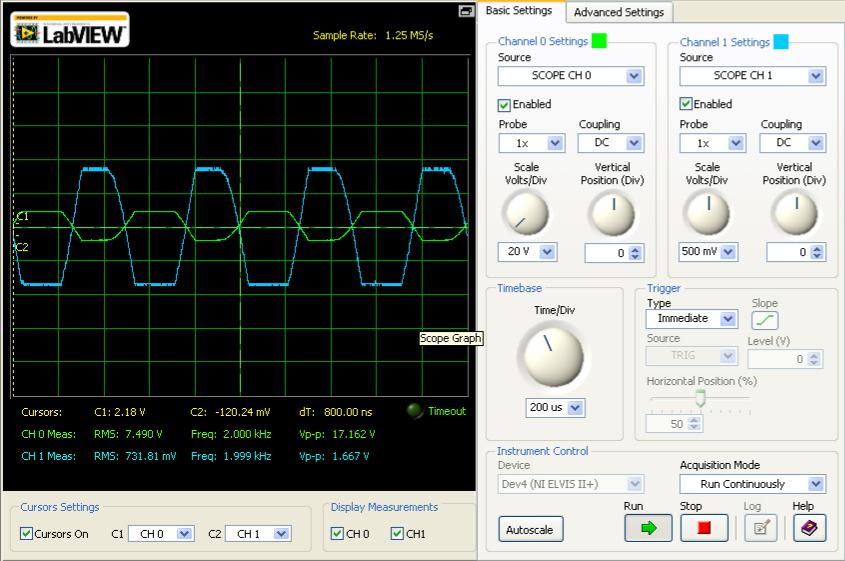 POWERED BY
LabVIEW
Sample Rate: 1.25 MS/s
C1
C2
Scope Graph
Cursors: C1: 2.18 V C2: -120.24 mV dT: 800.00 ns Timeout
CH 0 Meas: RMS: 7.490 V Freq: 2.000 kHz Vp-p: 17.162 V
CH 1 Meas: RMS: 731.81 mV Freq: 1.999 kHz Vp-p: 1.667 V
Cursors Settings
Cursors On C1 CH 0 C2 CH 1
Display Measurements
CH 0 CH1
Basic Settings Advanced Settings
Channel 0 Settings
Source
SCOPE CH 0
Enabled
Probe Coupling
1x DC
Scale Vertical
Volts/Div Position (Div)
20 V 0
Channel 1 Settings
Source
SCOPE CH 1
Enabled
Probe Coupling
1x DC
Scale Vertical
Volts/Div Position (Div)
500 mV 0
Timebase
Time/Div
200 us
Trigger
Type Slope
Immediate
Source Level (V)
TRIG 0
Horizontal Position (%)
50
Instrument Control
Device Acquisition Mode
Dev4 (NI ELVIS II+) Run Continuously
Run Stop Log Help
Autoscale